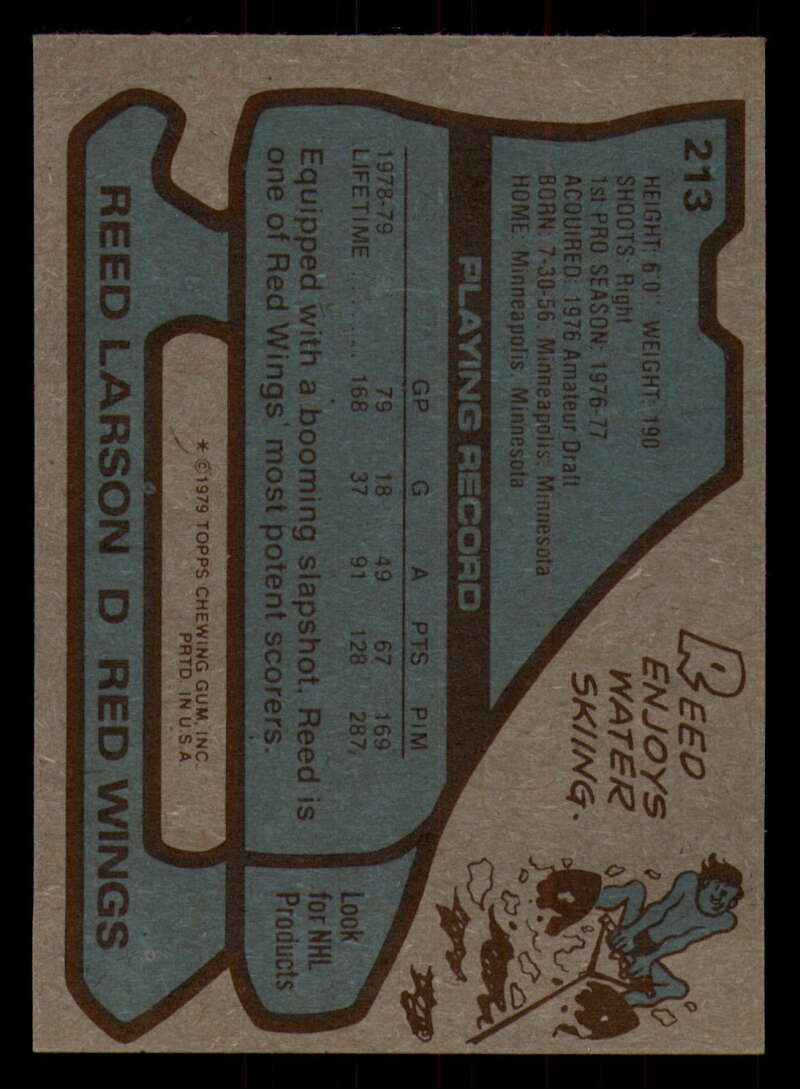 213
HEIGHT: 6'0" WEIGHT: 190
SHOOTS: Right
1st PRO SEASON: 1976-77
ACQUIRED: 1976 Amateur Draft
BORN: 7-30-56, Minneapolis, Minnesota
HOME: Minneapolis, Minnesota
REED
ENJOYS
WATER
SKIING.
PLAYING RECORD
GP G A PTS PIM
1978-79 79 18 49 67 169
LIFETIME .......... 168 37 91 128 287
Equipped with a booming slapshot, Reed is
one of Red Wings' most potent scorers.
Look
for NHL
Products
* ©1979 TOPPS CHEWING GUM, INC.
PRTD. IN U.S.A.
REED LARSON D RED WINGS